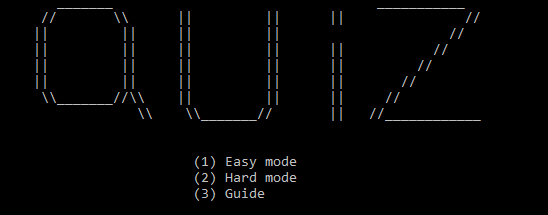 QUIZ
(1) Easy mode
(2) Hard mode
(3) Guide